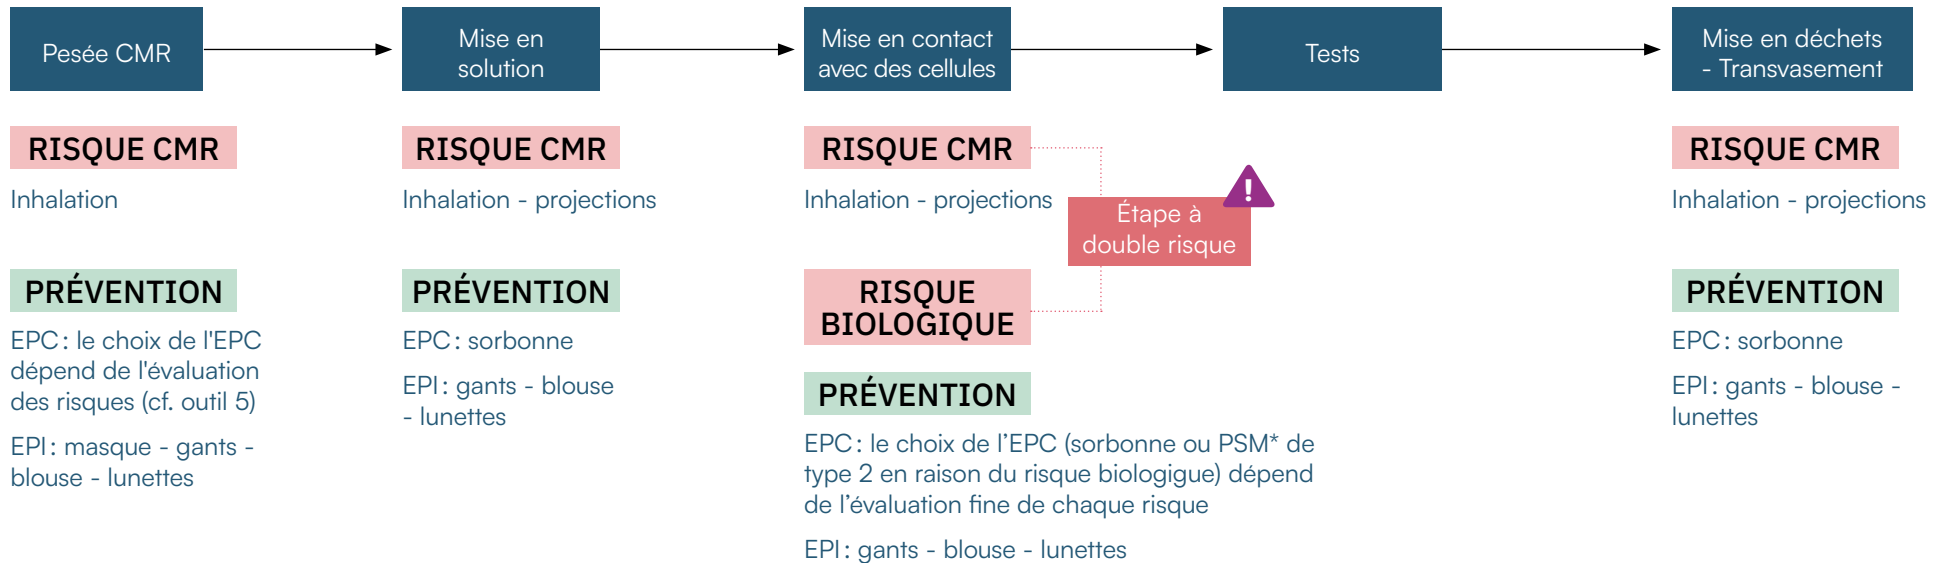 Pesée CMR
Mise en
solution
Mise en contact
avec des cellules
Tests
Mise en déchets
- Transvasement
RISQUE CMR
Inhalation
PRÉVENTION
EPC : le choix de l'EPC
dépend de l'évaluation
des risques (cf. outil 5)
EPI : masque - gants -
blouse - lunettes
RISQUE CMR
Inhalation - projections
PRÉVENTION
EPC : sorbonne
EPI : gants - blouse
- lunettes
RISQUE CMR
Inhalation - projections
Étape à
double risque
RISQUE
BIOLOGIQUE
PRÉVENTION
EPC : le choix de l’EPC (sorbonne ou PSM* de
type 2 en raison du risque biologigue) dépend
de l’évaluation fine de chaque risque
EPI : gants - blouse - lunettes
RISQUE CMR
Inhalation - projections
PRÉVENTION
EPC : sorbonne
EPI : gants - blouse -
lunettes